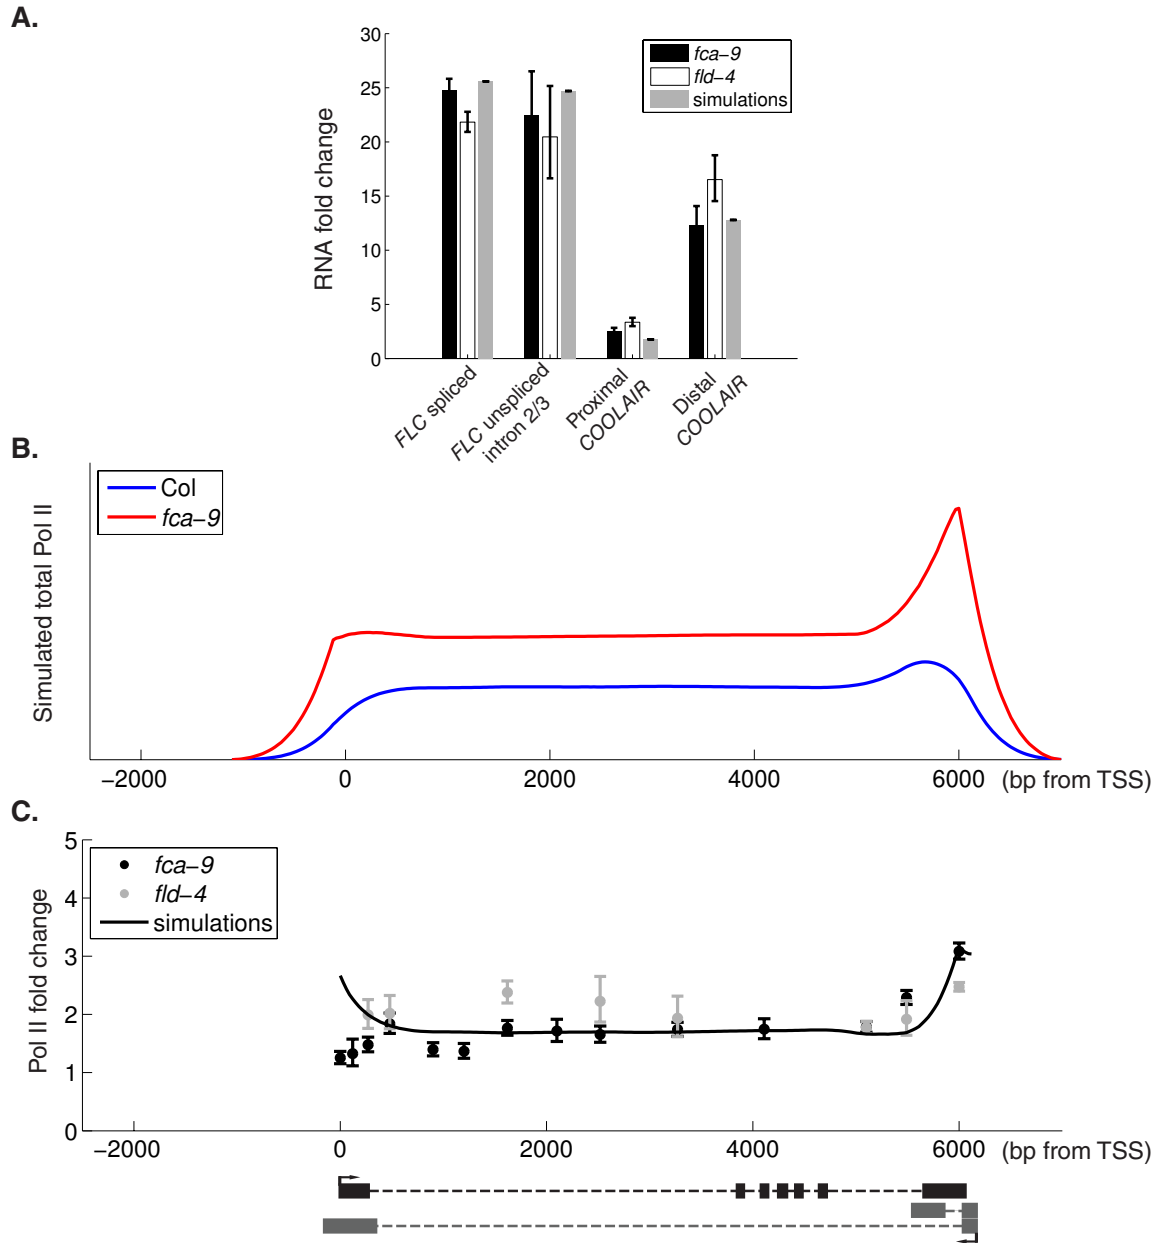 A.
RNA fold change
30
25
20
15
10
5
0
fca−9
fld−4
simulations
FLC spliced
FLC unspliced
intron 2/3
Proximal
COOLAIR
Distal
COOLAIR
B.
Simulated total Pol II
Col
fca−9
−2000 0 2000 4000 6000 (bp from TSS)
C.
Pol II fold change
5
4
3
2
1
0
fca−9
fld−4
simulations
−2000 0 2000 4000 6000 (bp from TSS)